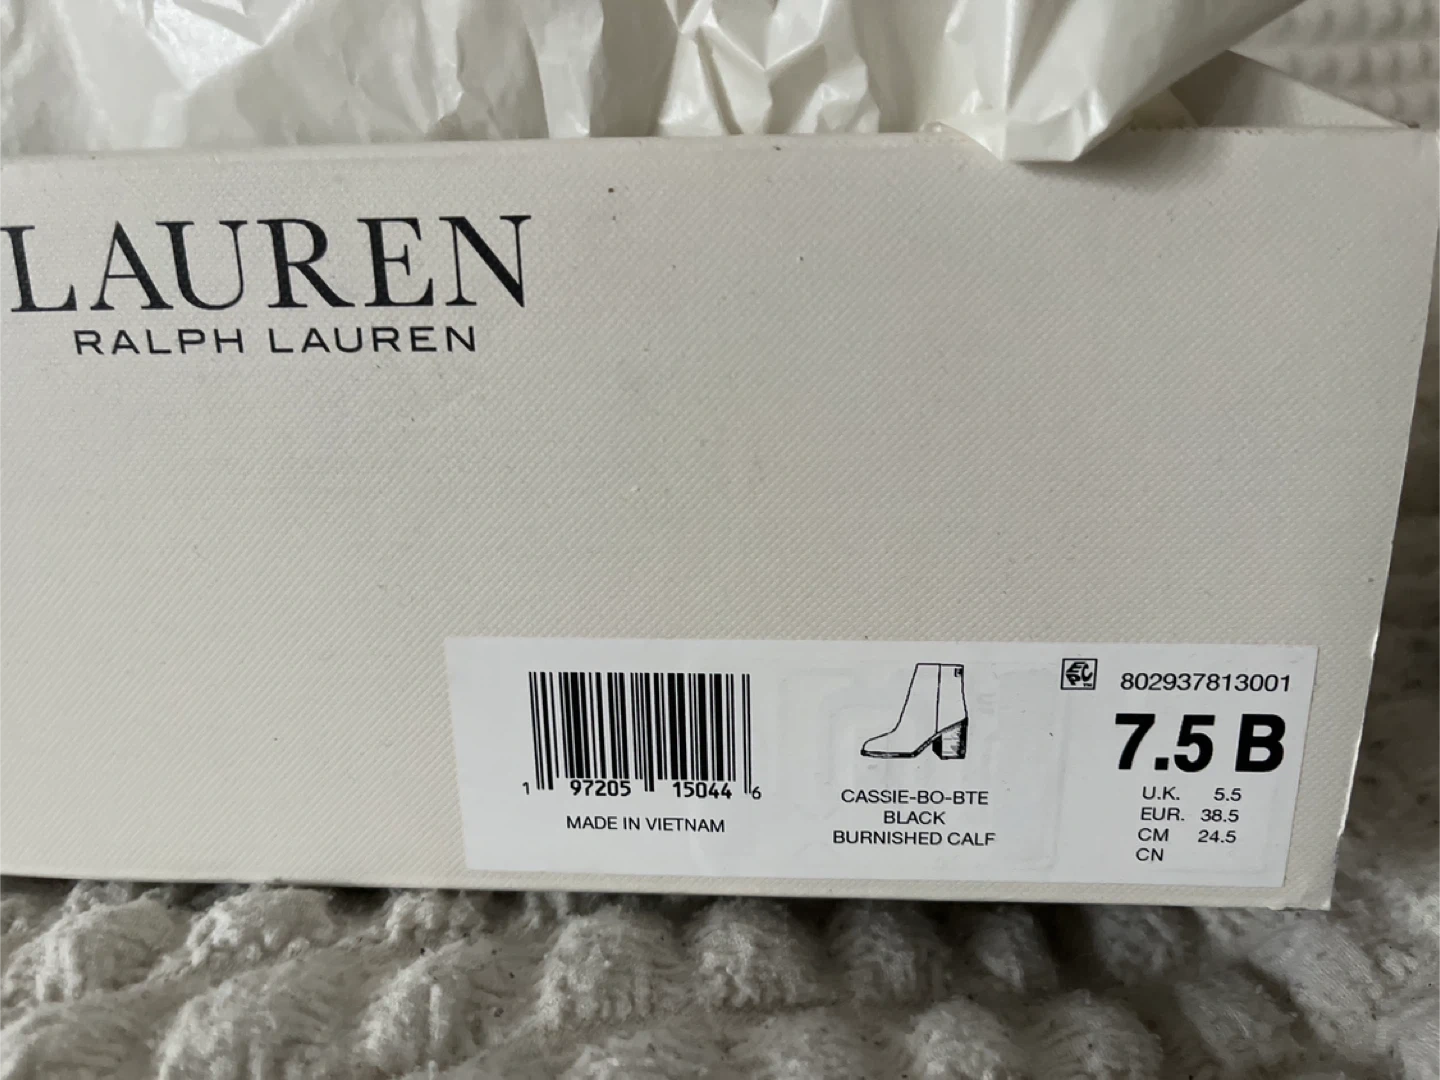 LAUREN
RALPH LAUREN
1 97205 15044 6
MADE IN VIETNAM
CASSIE-BO-BTE
BLACK
BURNISHED CALF
802937813001
7.5 B
U.K. 5.5
EUR. 38.5
CM 24.5
CN